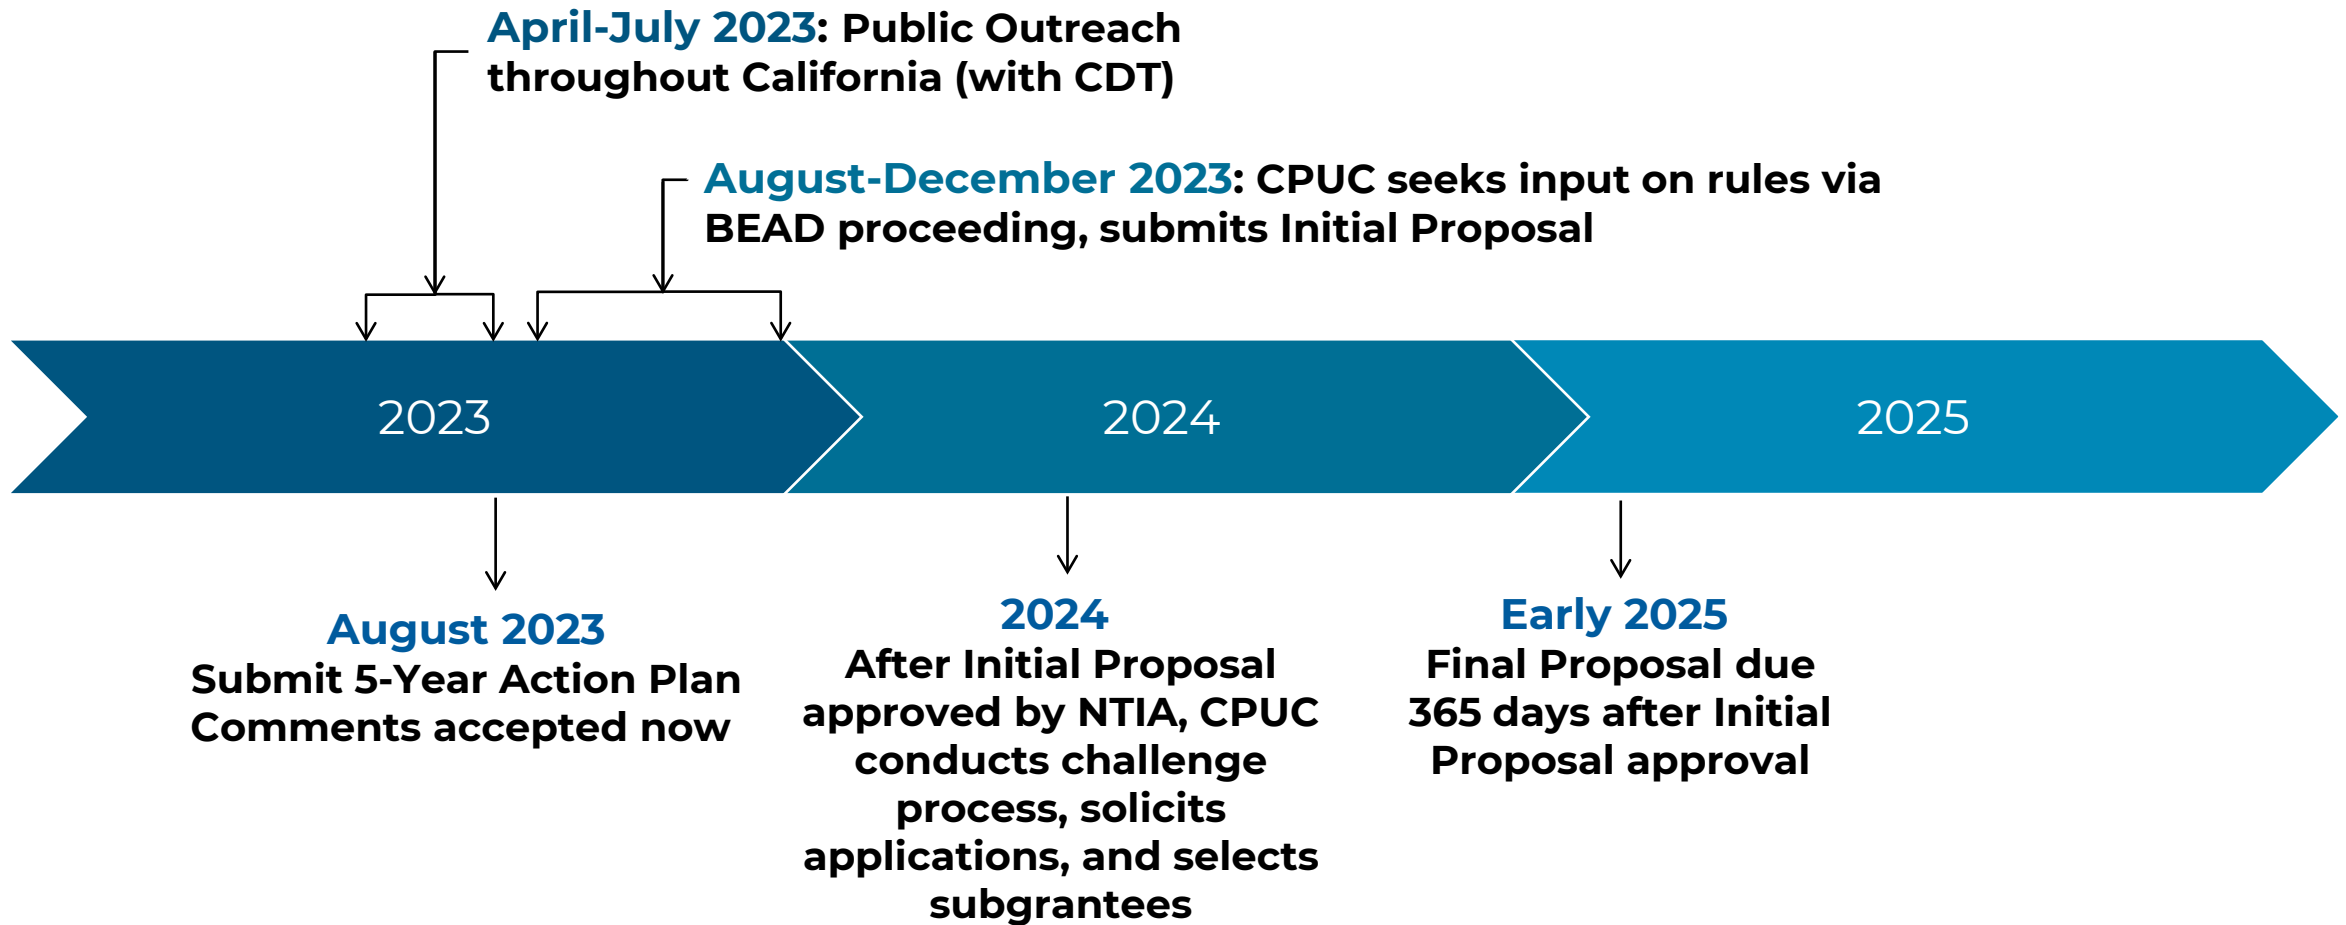 April-July 2023: Public Outreach
throughout California (with CDT)
August-December 2023: CPUC seeks input on rules via
BEAD proceeding, submits Initial Proposal
2023
2024
2025
August 2023
Submit 5-Year Action Plan
Comments accepted now
2024
After Initial Proposal
approved by NTIA, CPUC
conducts challenge
process, solicits
applications, and selects
subgrantees
Early 2025
Final Proposal due
365 days after Initial
Proposal approval